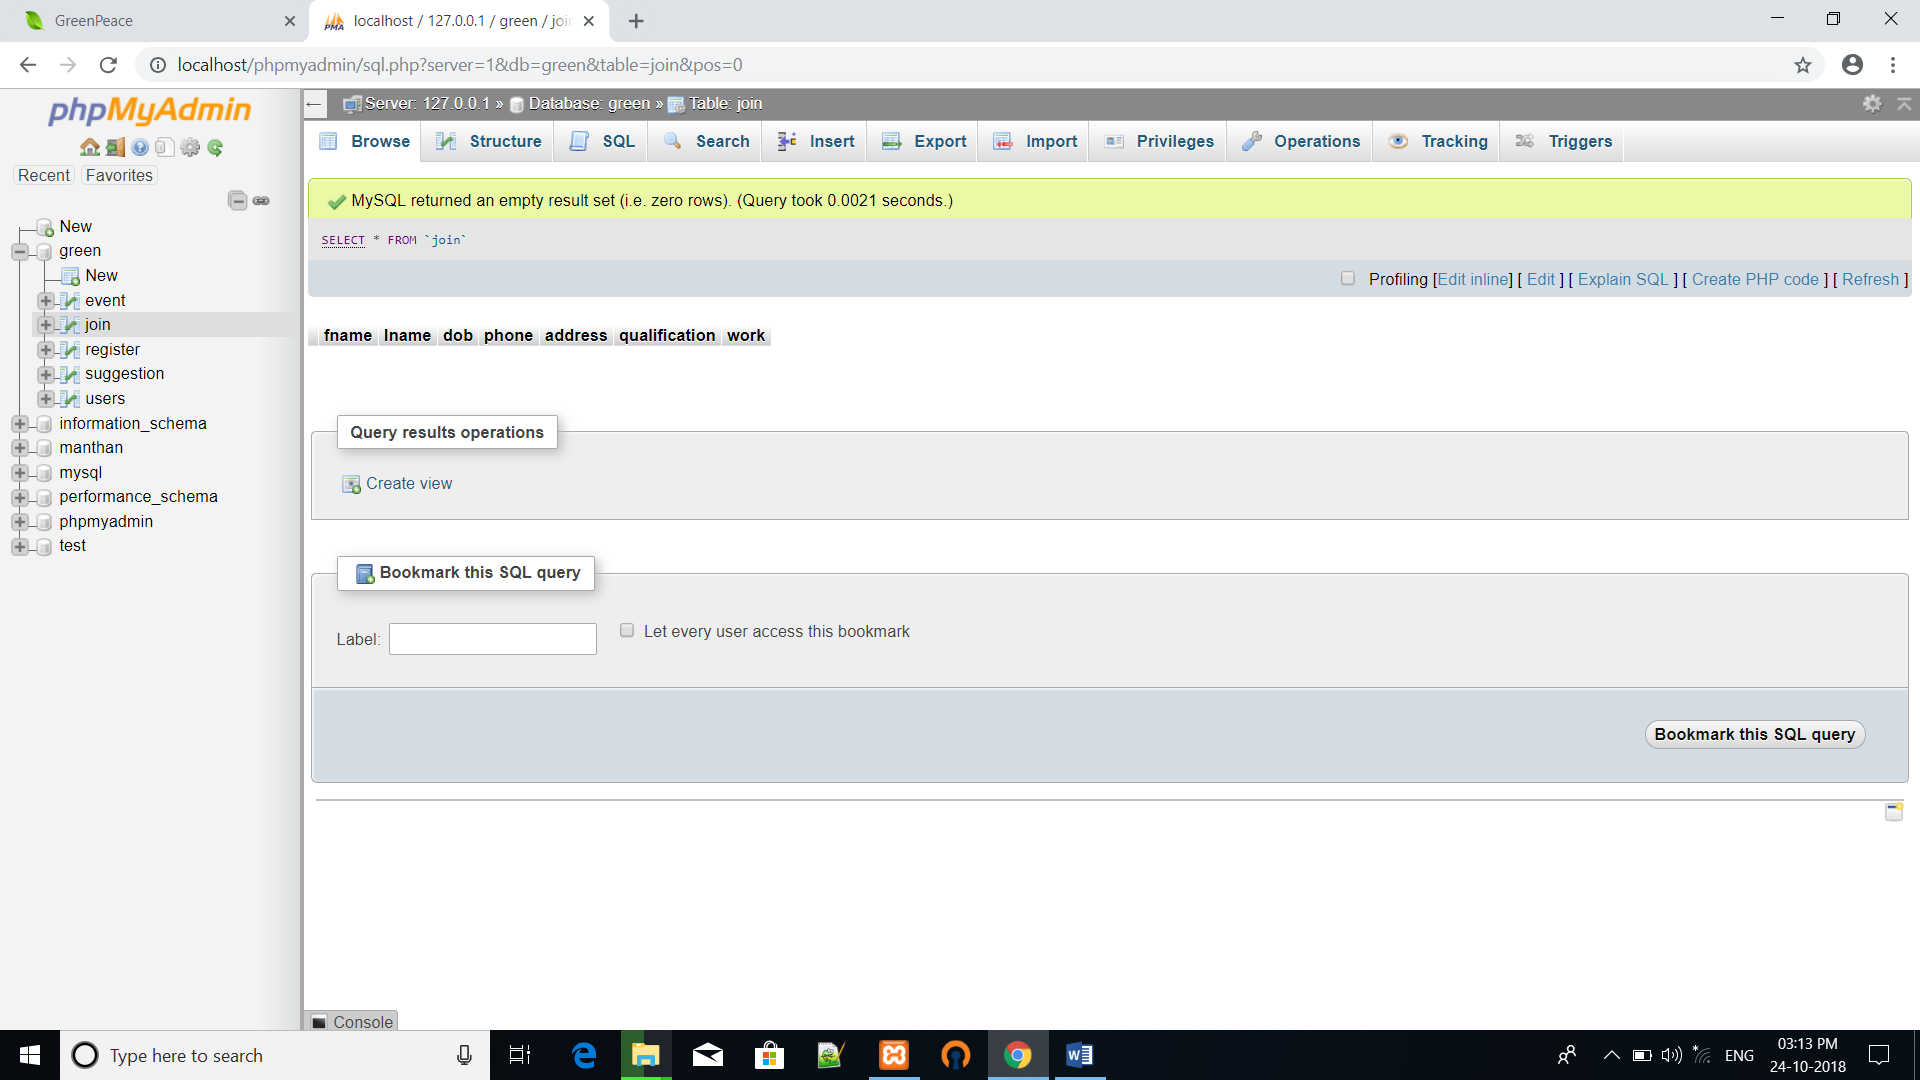 GreenPeace
localhost / 127.0.0.1 / green / joi
localhost/phpmyadmin/sql.php?server=1&db=green&table=join&pos=0
phpMyAdmin
Recent Favorites
New
green
New
event
join
register
suggestion
users
information_schema
manthan
mysql
performance_schema
phpmyadmin
test
Server: 127.0.0.1 » Database: green » Table: join
Browse Structure SQL Search Insert Export Import Privileges Operations Tracking Triggers
MySQL returned an empty result set (i.e. zero rows). (Query took 0.0021 seconds.)
SELECT * FROM `join`
Profiling [Edit inline] [ Edit ] [ Explain SQL ] [ Create PHP code ] [ Refresh ]
fname lname dob phone address qualification work
Query results operations
Create view
Bookmark this SQL query
Label:
Let every user access this bookmark
Bookmark this SQL query
Console
Type here to search
ENG
03:13 PM
24-10-2018